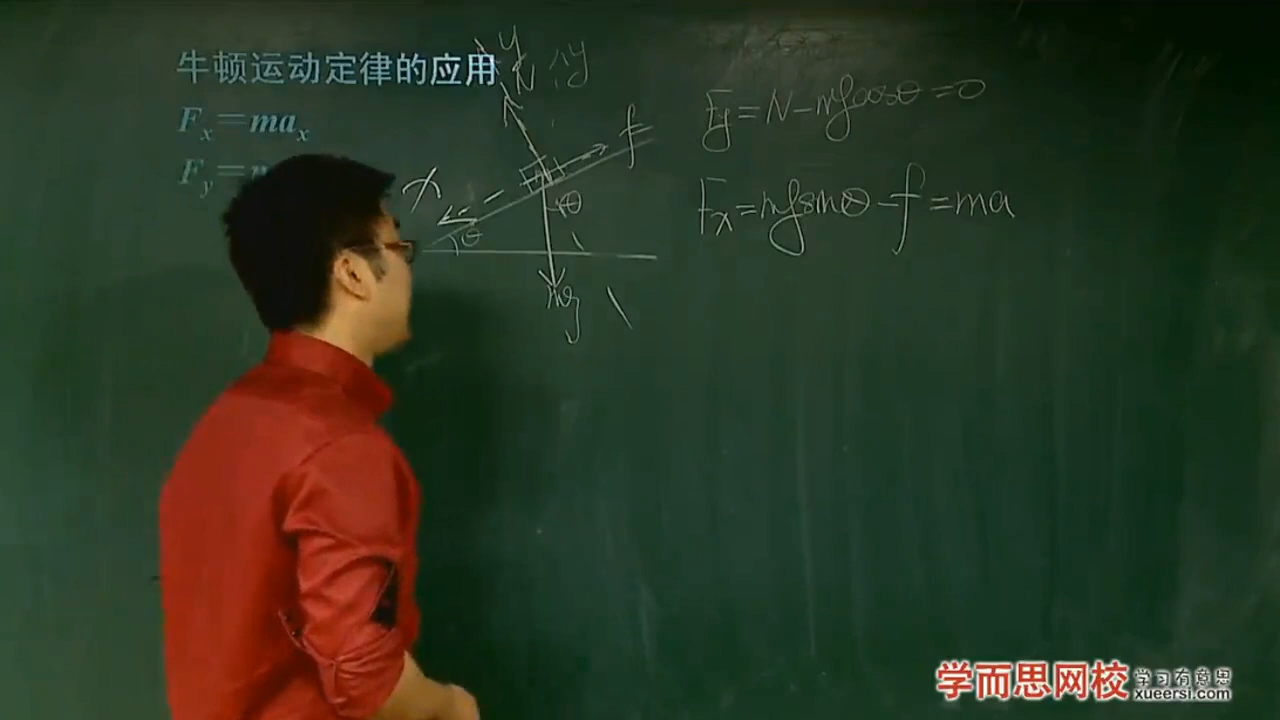 牛顿运动定律的应用
Fx=max
Fy=
y
N
y
f
x
θ
θ
mg
Fy=N-mgcosθ=0
Fx=mgsinθ-f=ma
学而思网校
学习有意思
xueersi.com